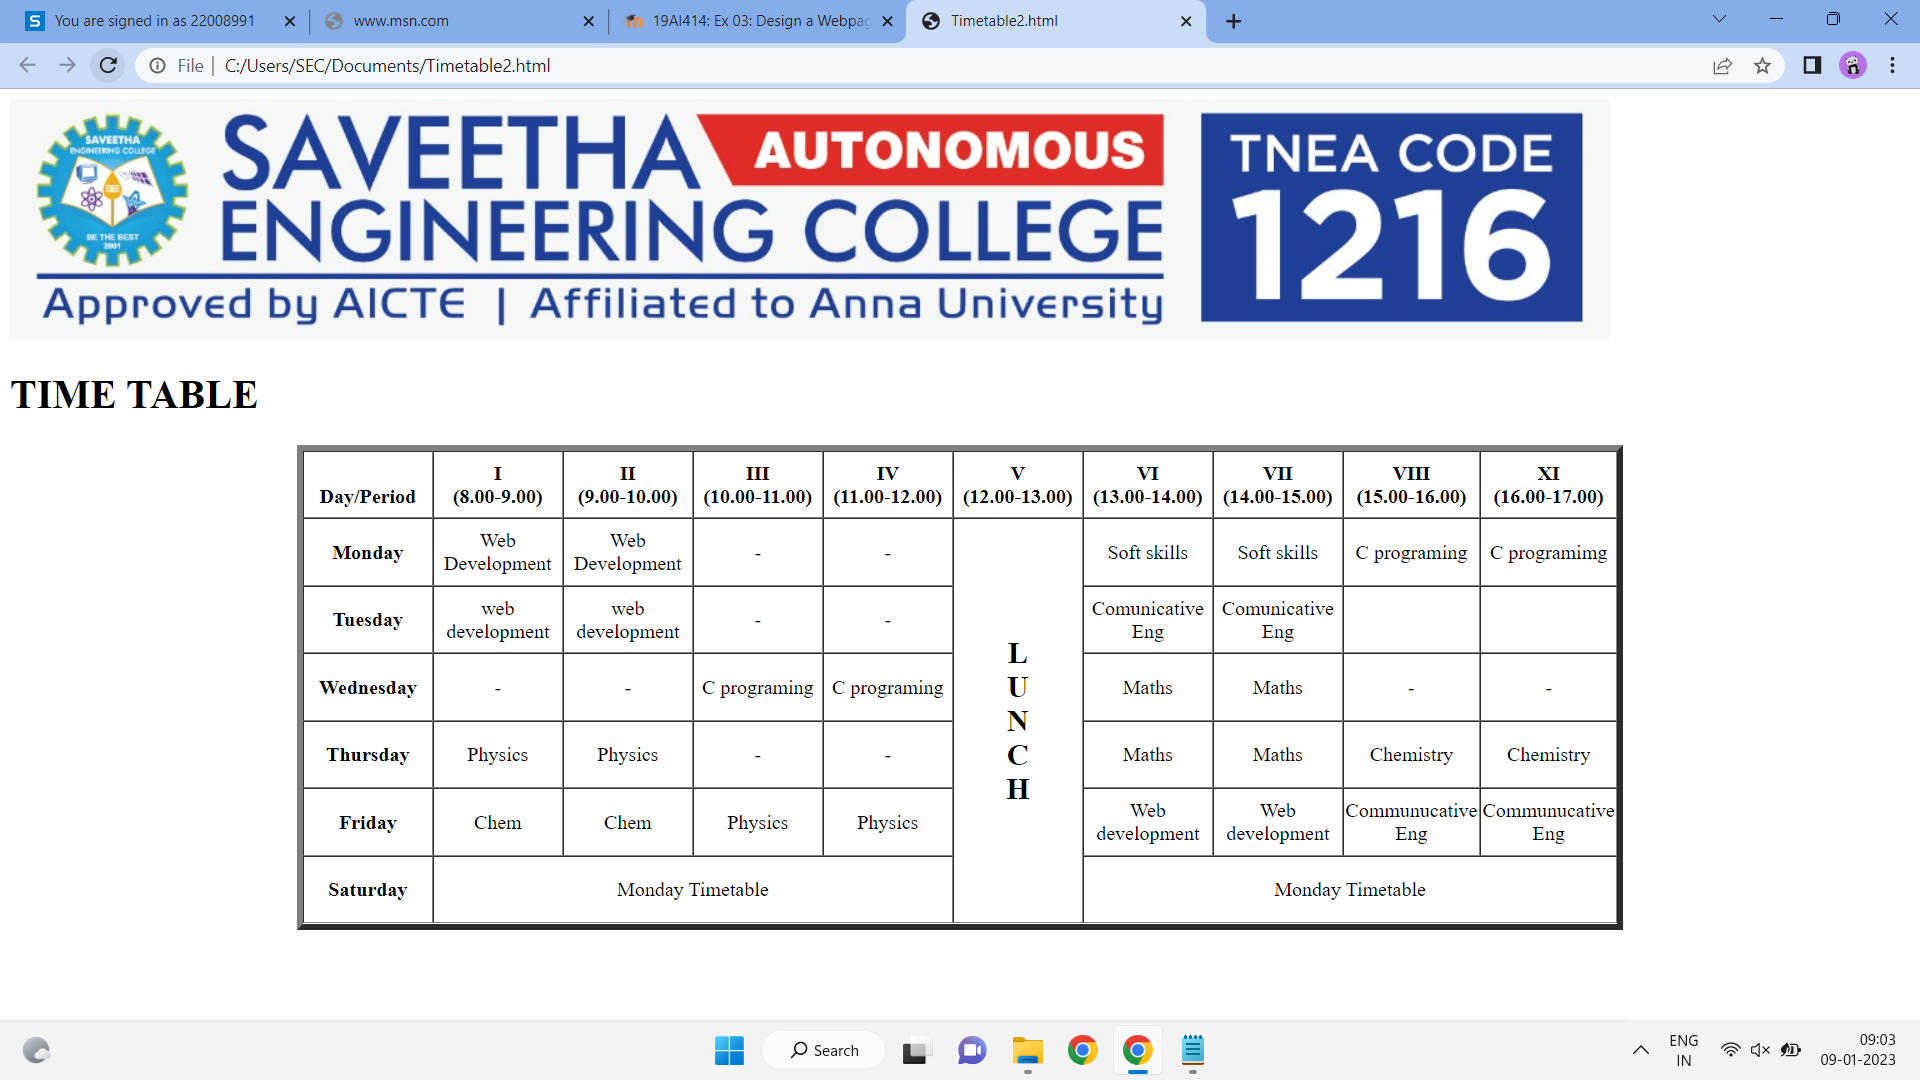 You are signed in as 22008991
www.msn.com
19AI414: Ex 03: Design a Webpag
Timetable2.html
File | C:/Users/SEC/Documents/Timetable2.html
SAVEETHA
ENGINEERING COLLEGE
BE THE BEST
2001
SAVEETHA AUTONOMOUS
ENGINEERING COLLEGE
Approved by AICTE | Affiliated to Anna University
TNEA CODE
1216
TIME TABLE
Day/Period I (8.00-9.00) II (9.00-10.00) III (10.00-11.00) IV (11.00-12.00) V (12.00-13.00) VI (13.00-14.00) VII (14.00-15.00) VIII (15.00-16.00) XI (16.00-17.00)
Monday Web Development Web Development - - L U N C H Soft skills Soft skills C programing C programimg
Tuesday web development web development - - Comunicative Eng Comunicative Eng
Wednesday - - C programing C programing Maths Maths - -
Thursday Physics Physics - - Maths Maths Chemistry Chemistry
Friday Chem Chem Physics Physics Web development Web development Communucative Eng Communucative Eng
Saturday Monday Timetable Monday Timetable
Search
ENG
IN
09:03
09-01-2023